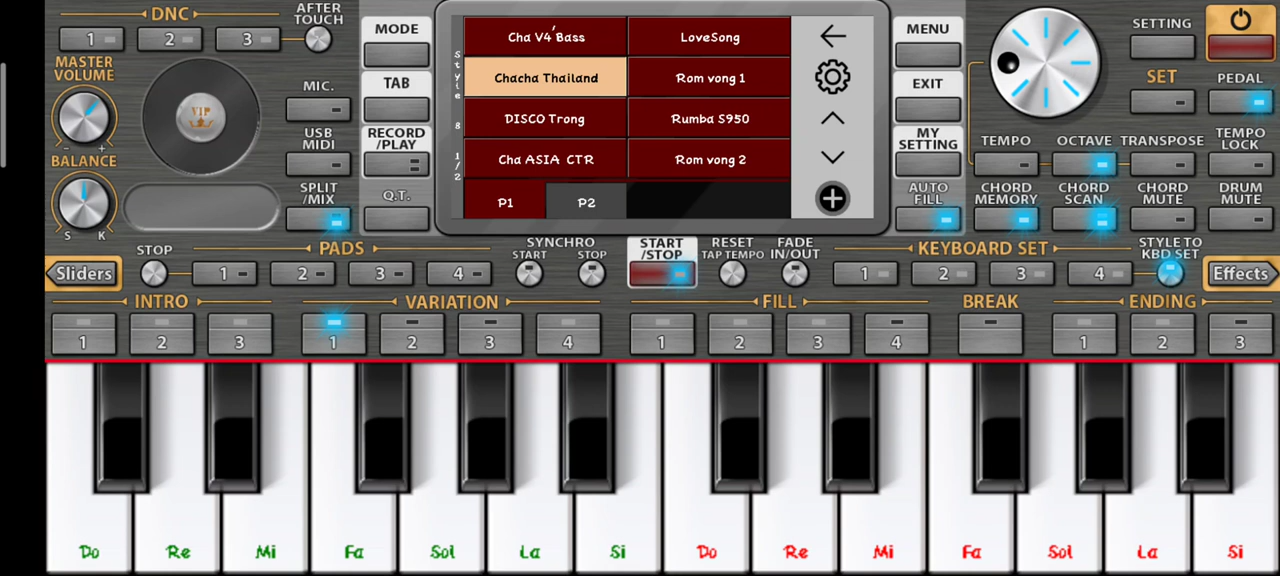 DNC
1 2 3
AFTER TOUCH
MASTER VOLUME
- +
BALANCE
S K
VIP
MIC.
USB MIDI
SPLIT /MIX
MODE
TAB
RECORD /PLAY
Q.T.
Style
8
1/2
Cha V4'Bass LoveSong
Chacha Thailand Rom vong 1
DISCO Trong Rumba S950
Cha ASIA CTR Rom vong 2
P1 P2
MENU
EXIT
MY SETTING
AUTO FILL
SETTING
SET
PEDAL
TEMPO OCTAVE TRANSPOSE TEMPO LOCK
CHORD MEMORY CHORD SCAN CHORD MUTE DRUM MUTE
Sliders
STOP
PADS
1 2 3 4
SYNCHRO
START STOP
START /STOP
RESET
TAP TEMPO
FADE IN/OUT
KEYBOARD SET
1 2 3 4
STYLE TO KBD SET
Effects
INTRO VARIATION FILL BREAK ENDING
1 2 3 1 2 3 4 1 2 3 4 1 2 3
Do Re Mi Fa Sol La Si Do Re Mi Fa Sol La Si